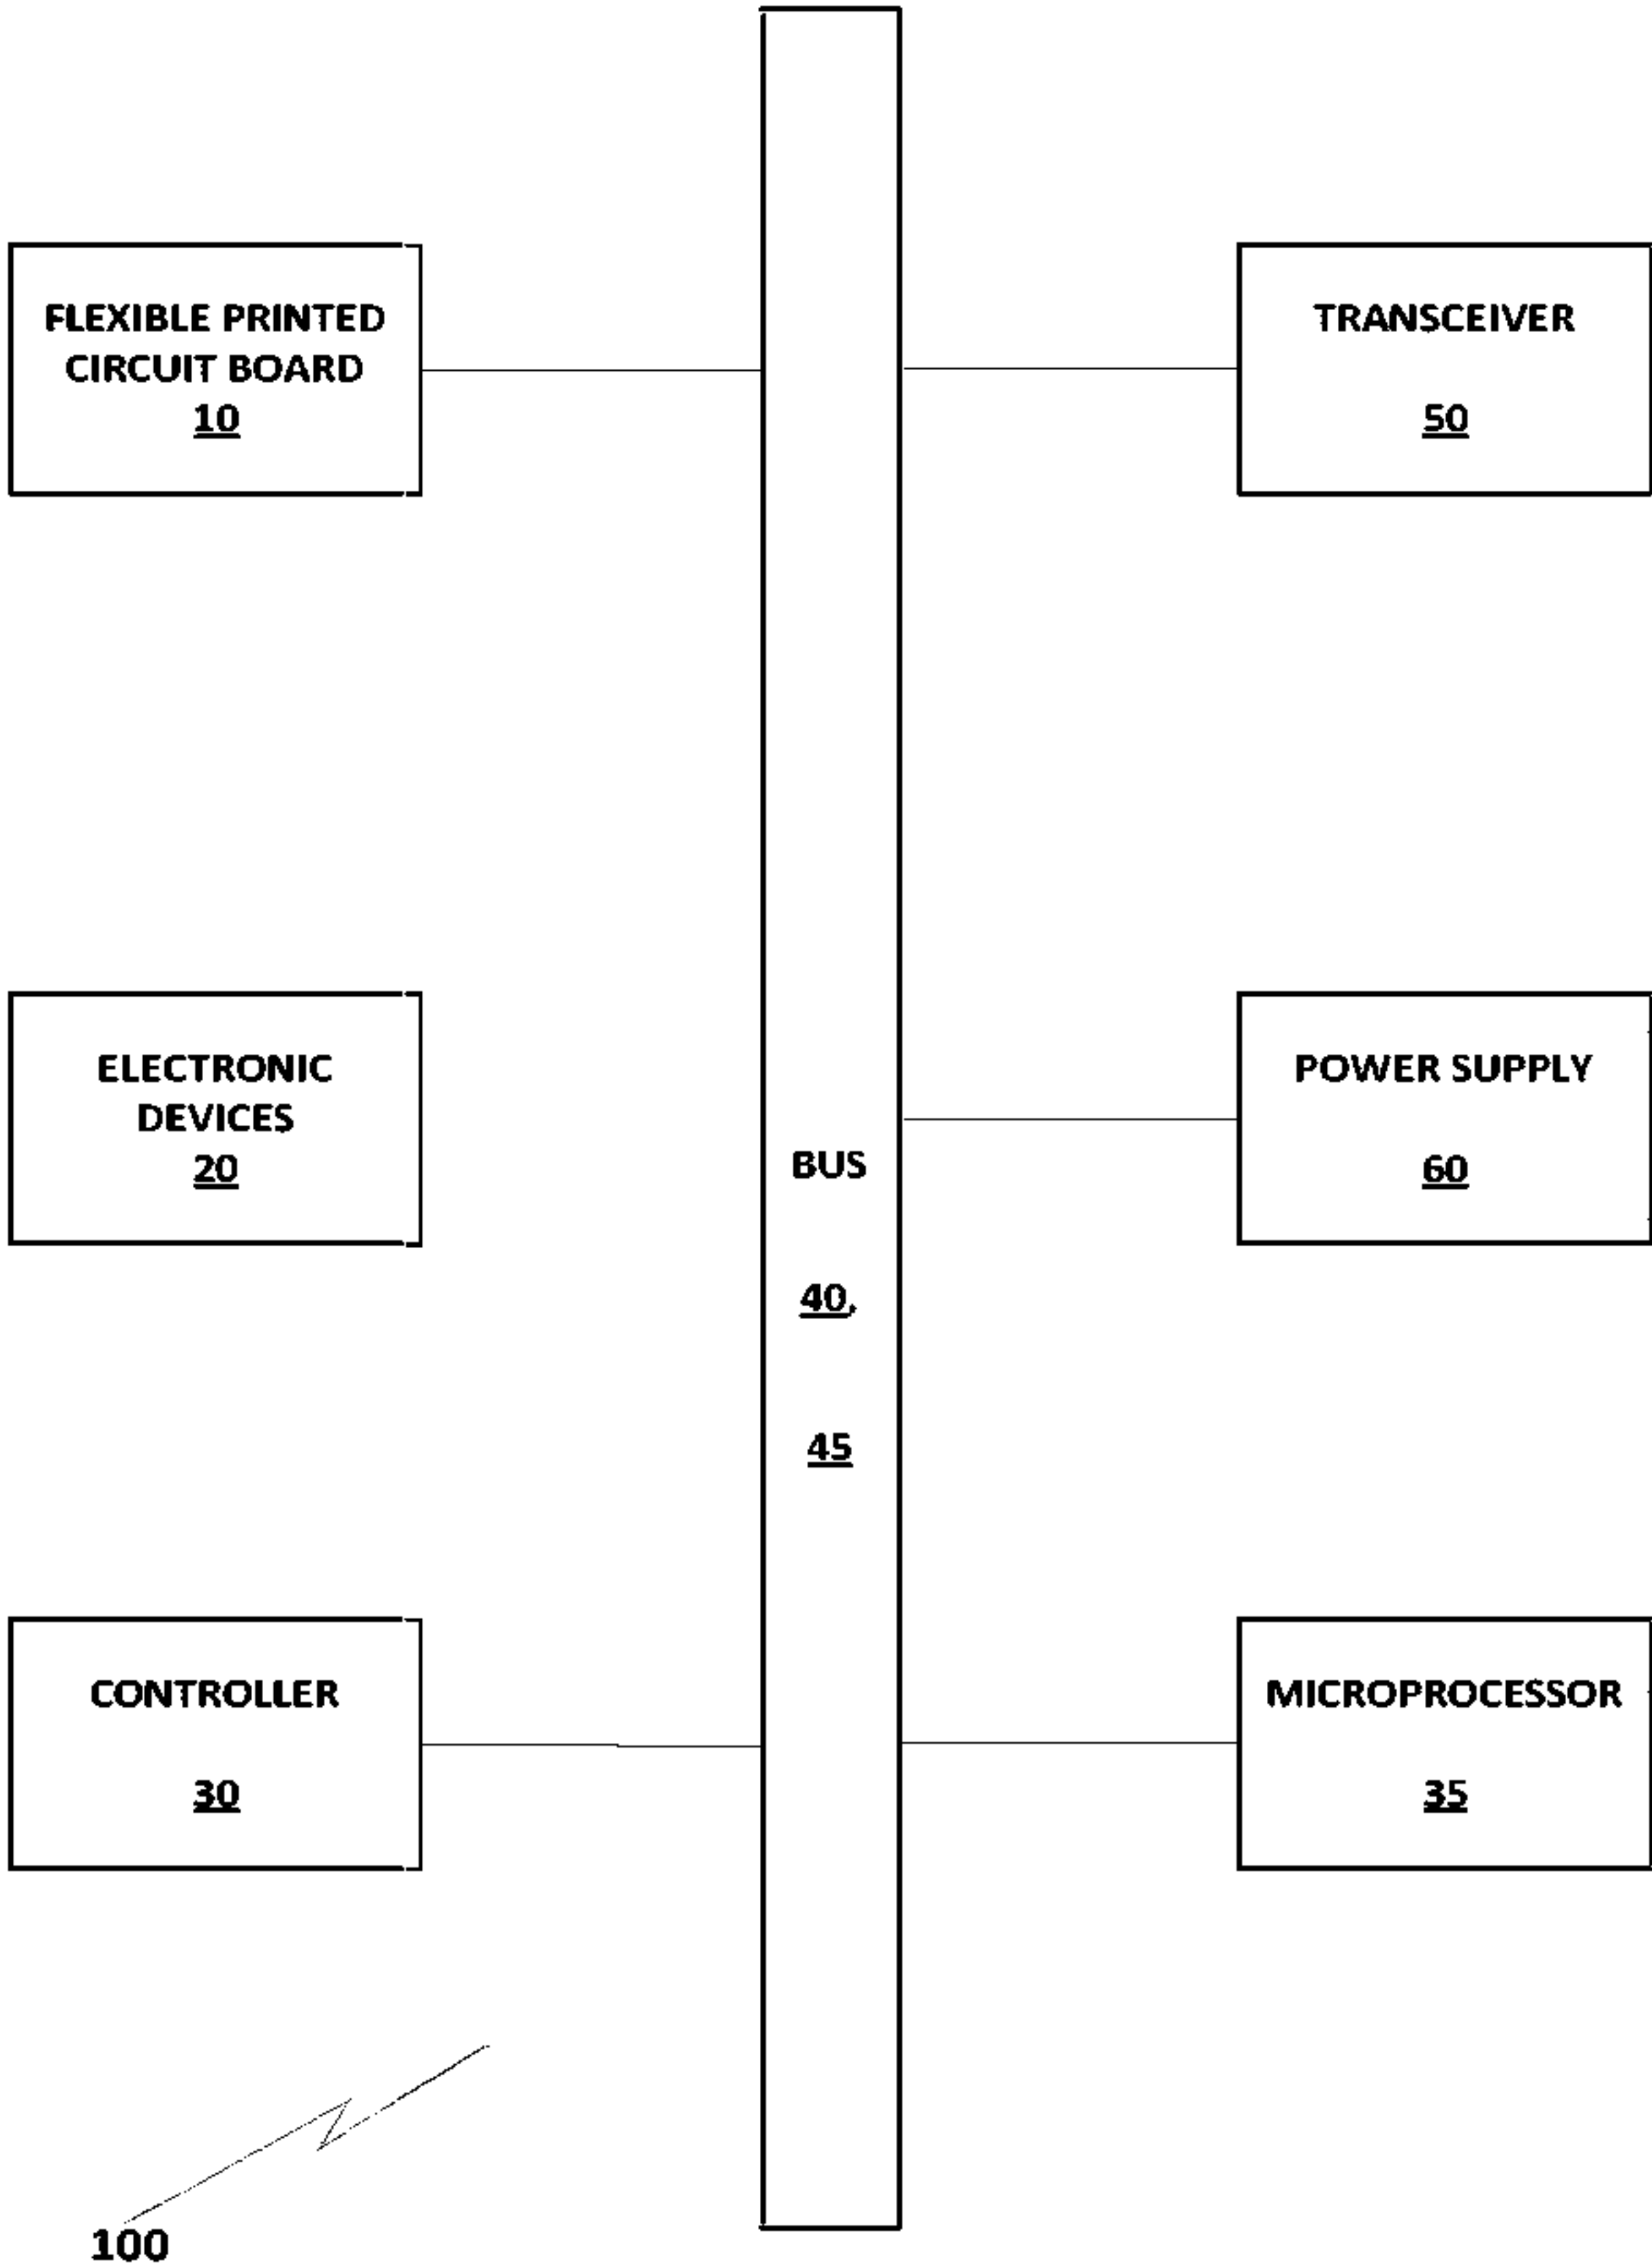 FLEXIBLE PRINTED
CIRCUIT BOARD
10
TRANSCEIVER
50
ELECTRONIC
DEVICES
20
BUS
40,
45
POWER SUPPLY
60
CONTROLLER
30
MICROPROCESSOR
35
100